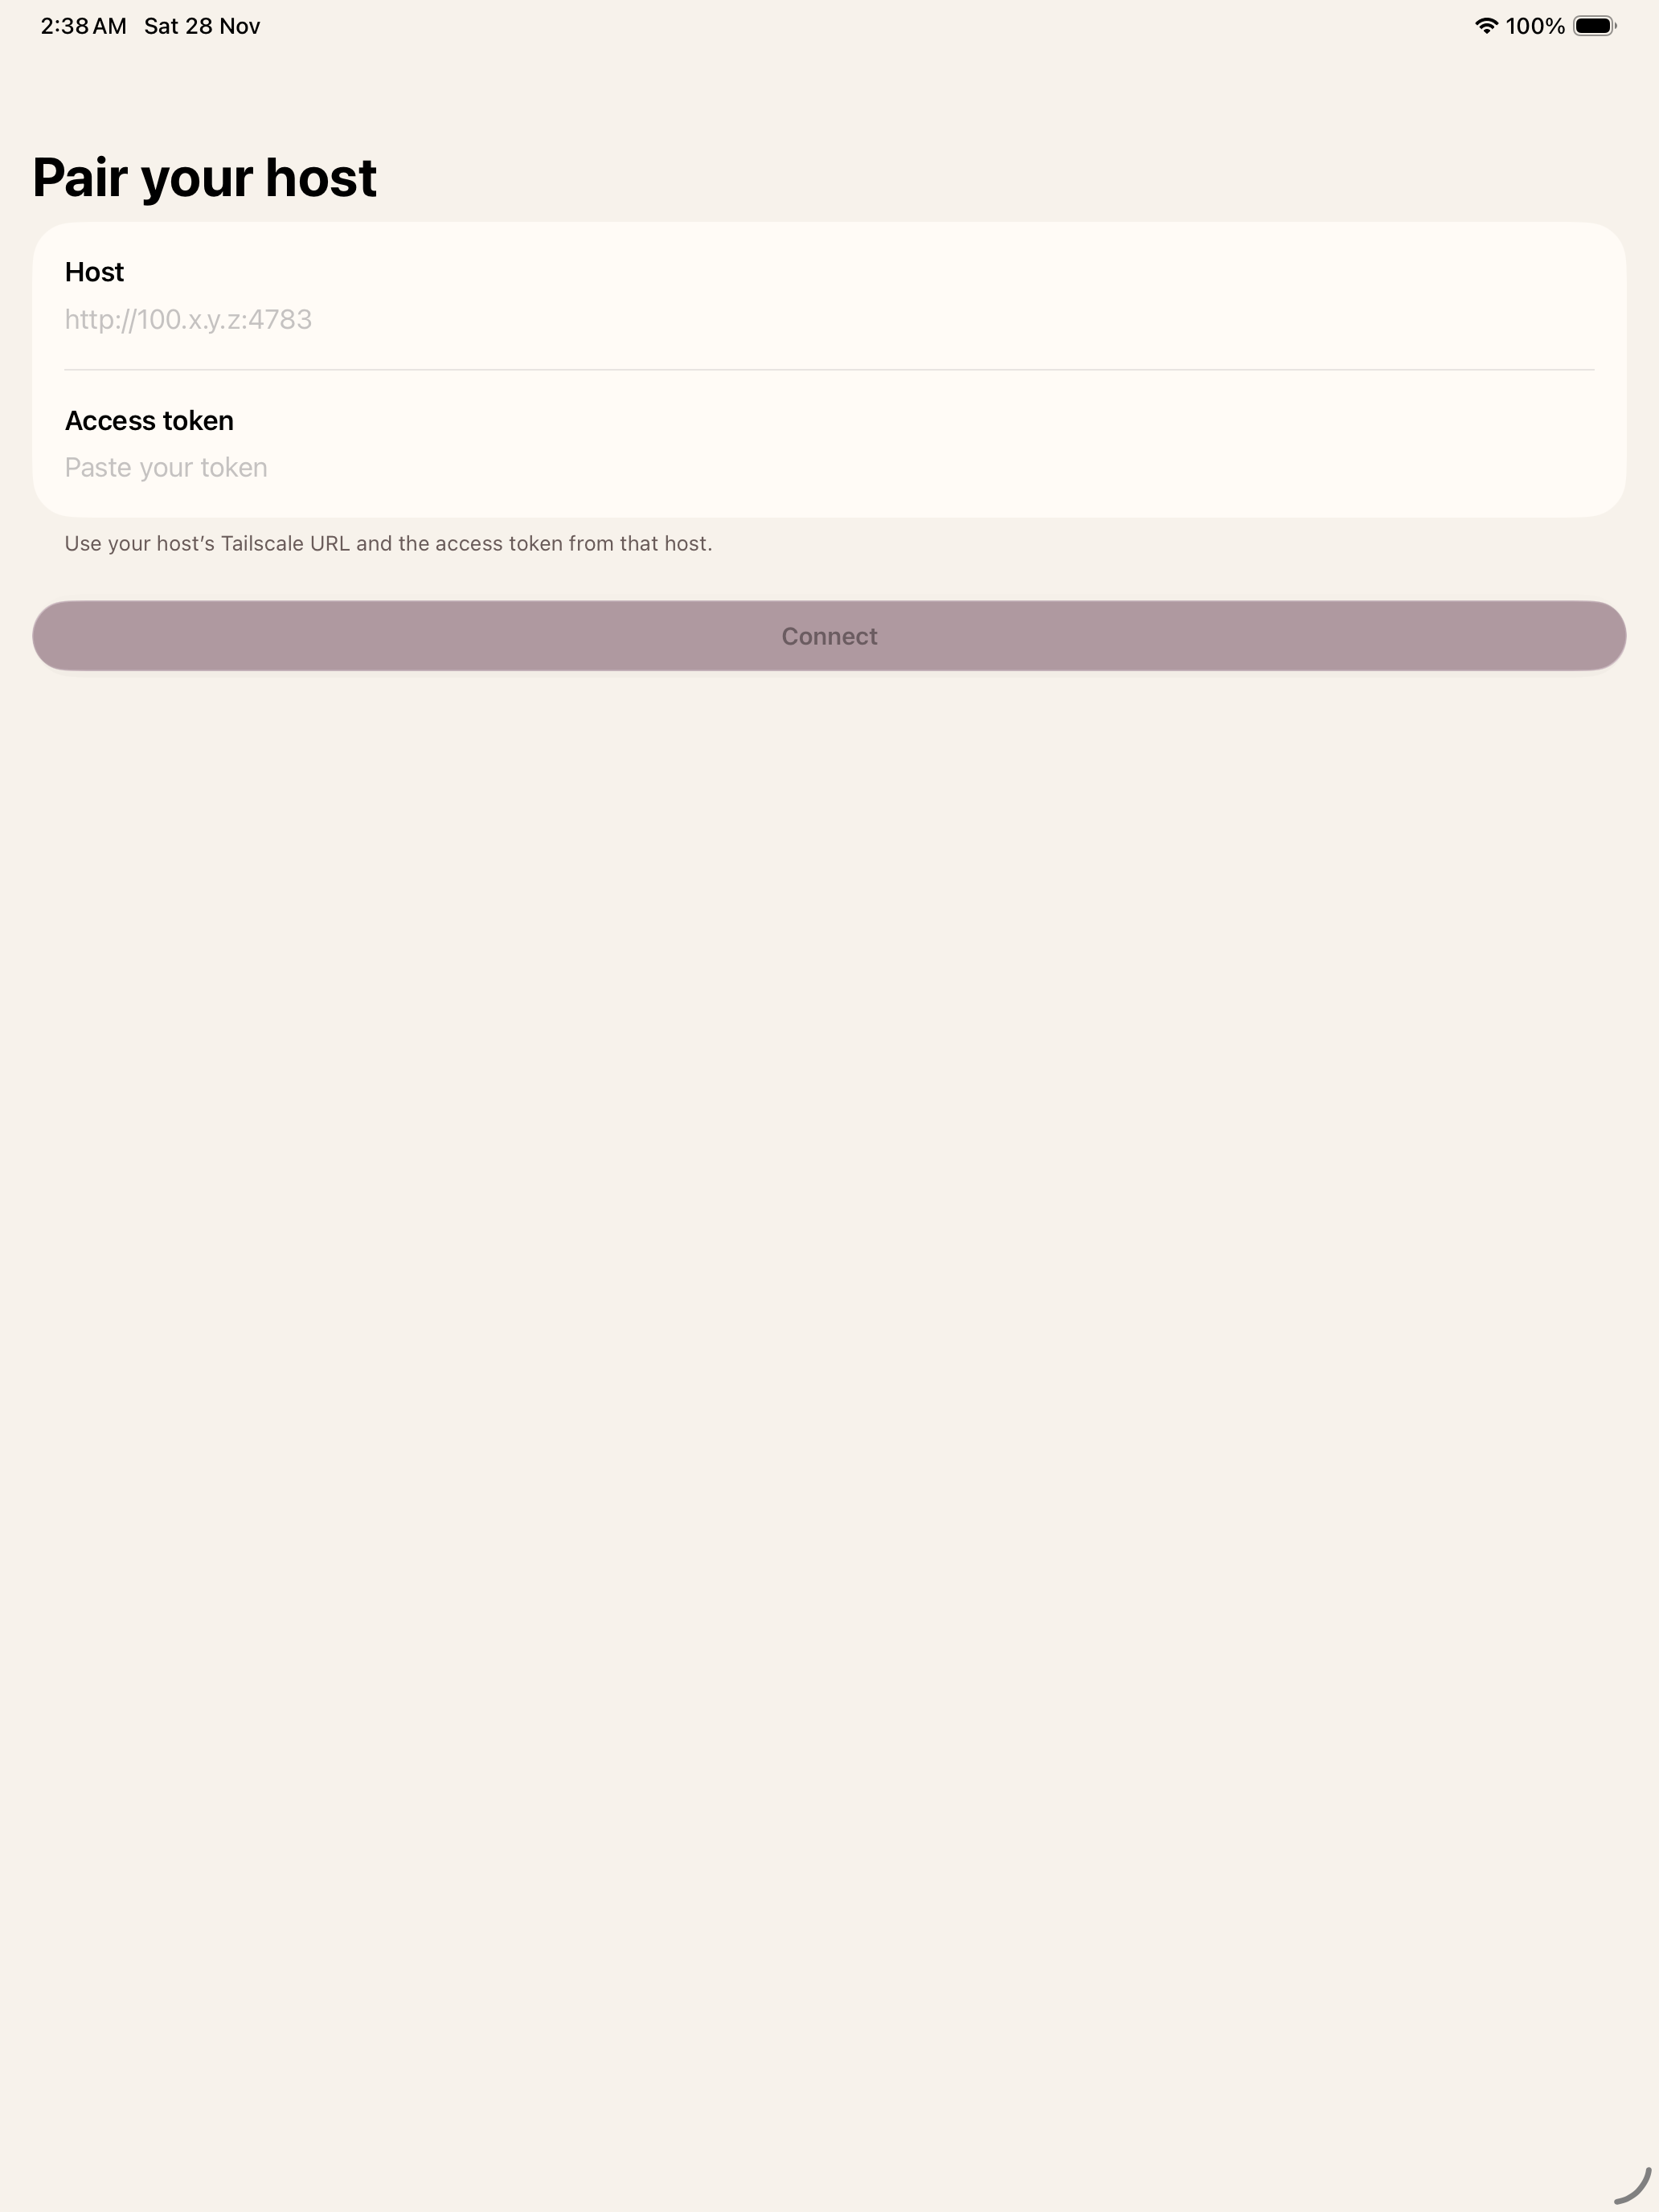 2:38 AM Sat 28 Nov 100%
Pair your host
Host
http://100.x.y.z:4783
Access token
Paste your token
Use your host’s Tailscale URL and the access token from that host.
Connect